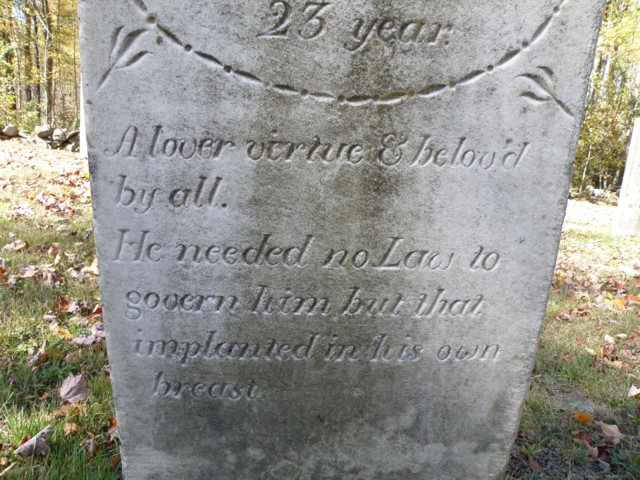 23 year.
A lover virtue & belov'd
by all.
He needed no Law to
govern him but that
implanted in his own
breast.